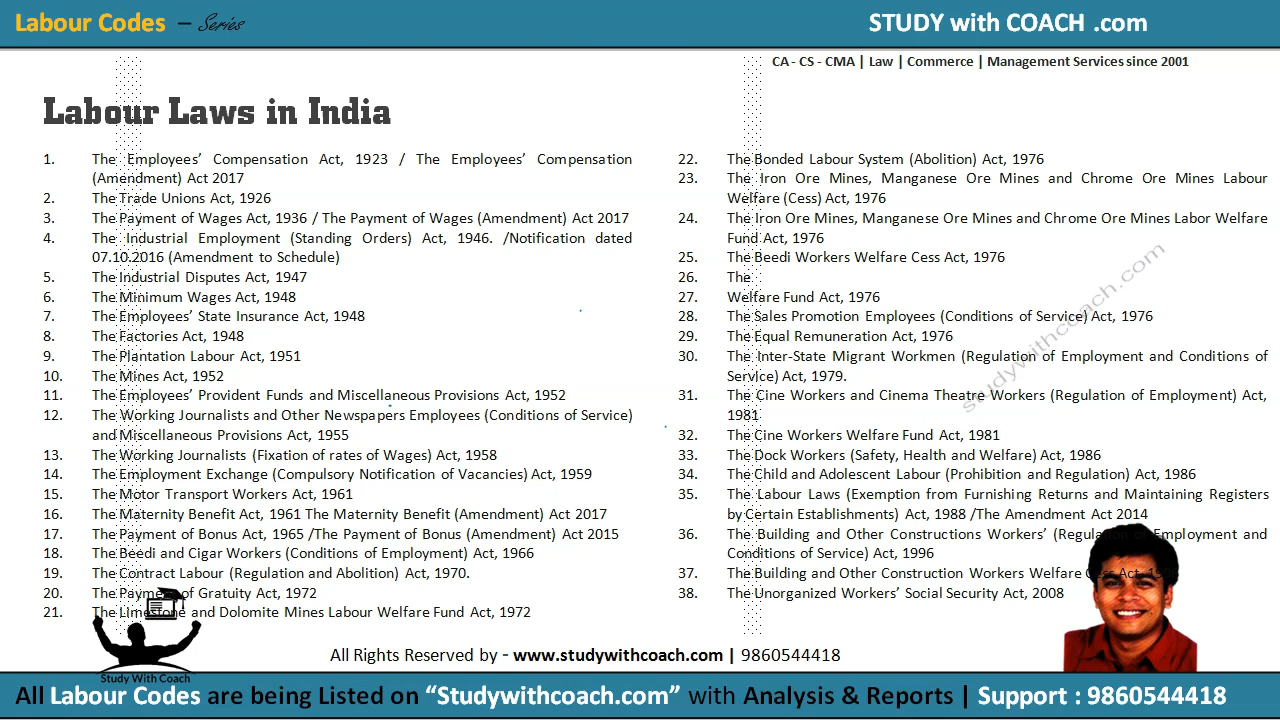 Labour Codes – Series
STUDY with COACH .com
CA - CS - CMA | Law | Commerce | Management Services since 2001
Labour Laws in India
1. The Employees’ Compensation Act, 1923 / The Employees’ Compensation
(Amendment) Act 2017
2. The Trade Unions Act, 1926
3. The Payment of Wages Act, 1936 / The Payment of Wages (Amendment) Act 2017
4. The Industrial Employment (Standing Orders) Act, 1946. /Notification dated
07.10.2016 (Amendment to Schedule)
5. The Industrial Disputes Act, 1947
6. The Minimum Wages Act, 1948
7. The Employees’ State Insurance Act, 1948
8. The Factories Act, 1948
9. The Plantation Labour Act, 1951
10. The Mines Act, 1952
11. The Employees’ Provident Funds and Miscellaneous Provisions Act, 1952
12. The Working Journalists and Other Newspapers Employees (Conditions of Service)
and Miscellaneous Provisions Act, 1955
13. The Working Journalists (Fixation of rates of Wages) Act, 1958
14. The Employment Exchange (Compulsory Notification of Vacancies) Act, 1959
15. The Motor Transport Workers Act, 1961
16. The Maternity Benefit Act, 1961 The Maternity Benefit (Amendment) Act 2017
17. The Payment of Bonus Act, 1965 /The Payment of Bonus (Amendment) Act 2015
18. The Beedi and Cigar Workers (Conditions of Employment) Act, 1966
19. The Contract Labour (Regulation and Abolition) Act, 1970.
20. The Payment of Gratuity Act, 1972
21. The Limestone and Dolomite Mines Labour Welfare Fund Act, 1972
22. The Bonded Labour System (Abolition) Act, 1976
23. The Iron Ore Mines, Manganese Ore Mines and Chrome Ore Mines Labour
Welfare (Cess) Act, 1976
24. The Iron Ore Mines, Manganese Ore Mines and Chrome Ore Mines Labor Welfare
Fund Act, 1976
25. The Beedi Workers Welfare Cess Act, 1976
26. The
27. Welfare Fund Act, 1976
28. The Sales Promotion Employees (Conditions of Service) Act, 1976
29. The Equal Remuneration Act, 1976
30. The Inter-State Migrant Workmen (Regulation of Employment and Conditions of
Service) Act, 1979.
31. The Cine Workers and Cinema Theatre Workers (Regulation of Employment) Act,
1981
32. The Cine Workers Welfare Fund Act, 1981
33. The Dock Workers (Safety, Health and Welfare) Act, 1986
34. The Child and Adolescent Labour (Prohibition and Regulation) Act, 1986
35. The Labour Laws (Exemption from Furnishing Returns and Maintaining Registers
by Certain Establishments) Act, 1988 /The Amendment Act 2014
36. The Building and Other Constructions Workers’ (Regulation of Employment and
Conditions of Service) Act, 1996
37. The Building and Other Construction Workers Welfare Cess Act,
38. The Unorganized Workers’ Social Security Act, 2008
studywithcoach.com
Study With Coach
All Rights Reserved by - www.studywithcoach.com | 9860544418
All Labour Codes are being Listed on “Studywithcoach.com” with Analysis & Reports | Support : 9860544418